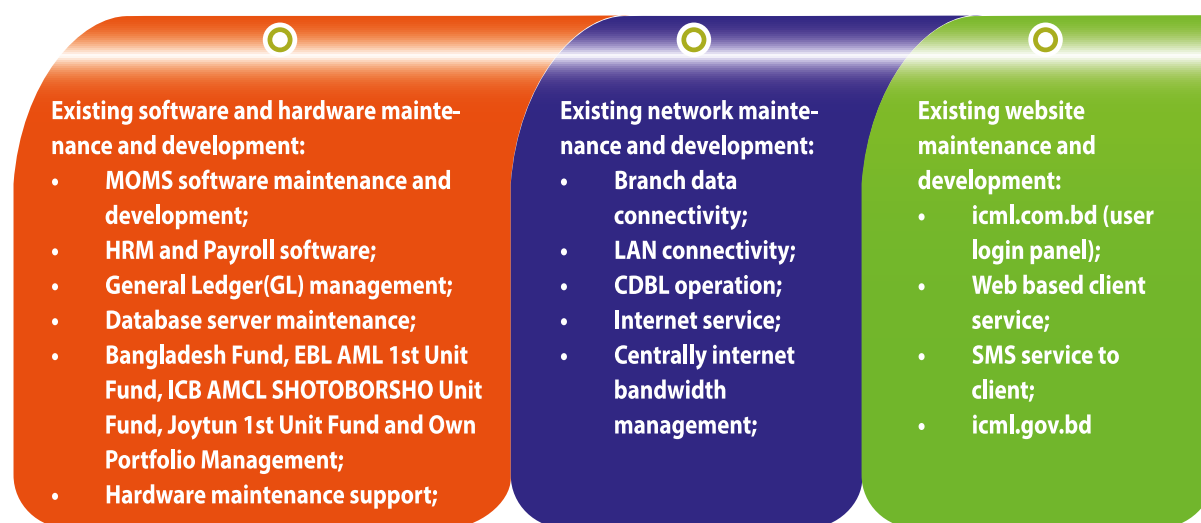 Existing software and hardware mainte-
nance and development:
• MOMS software maintenance and
development;
• HRM and Payroll software;
• General Ledger(GL) management;
• Database server maintenance;
• Bangladesh Fund, EBL AML 1st Unit
Fund, ICB AMCL SHOTOBORSHO Unit
Fund, Joytun 1st Unit Fund and Own
Portfolio Management;
• Hardware maintenance support;
Existing network mainte-
nance and development:
• Branch data
connectivity;
• LAN connectivity;
• CDBL operation;
• Internet service;
• Centrally internet
bandwidth
management;
Existing website
maintenance and
development:
• icml.com.bd (user
login panel);
• Web based client
service;
• SMS service to
client;
• icml.gov.bd